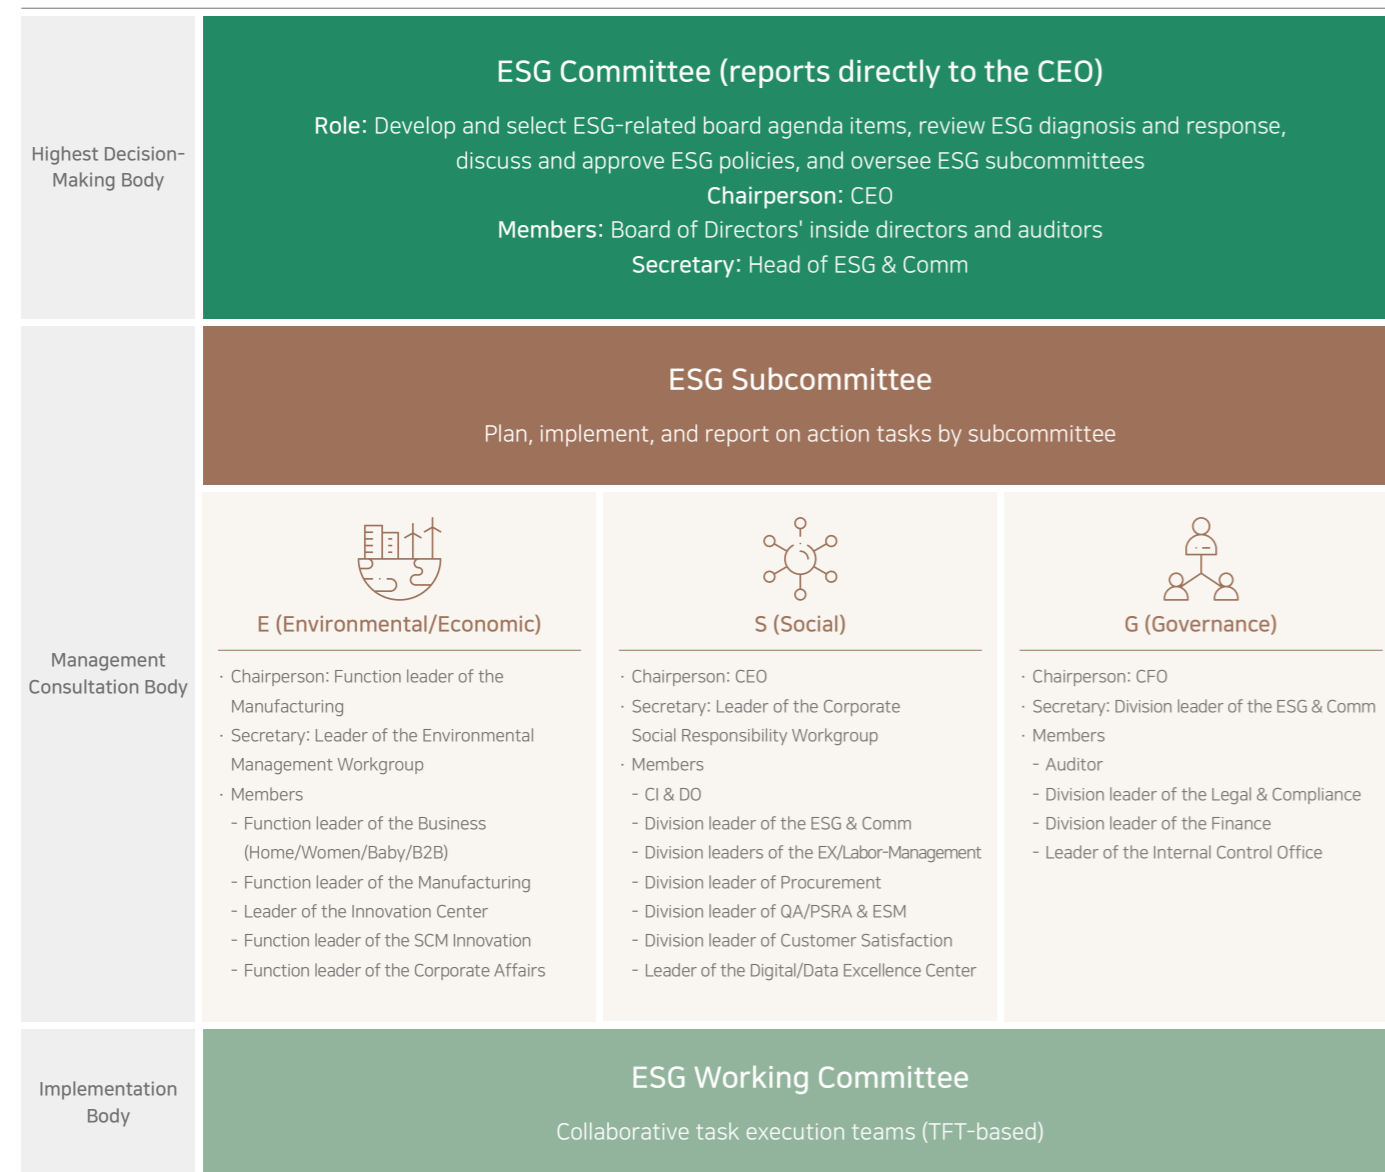 Highest Decision-
Making Body
ESG Committee (reports directly to the CEO)
Role: Develop and select ESG-related board agenda items, review ESG diagnosis and response,
discuss and approve ESG policies, and oversee ESG subcommittees
Chairperson: CEO
Members: Board of Directors' inside directors and auditors
Secretary: Head of ESG & Comm
Management
Consultation Body
ESG Subcommittee
Plan, implement, and report on action tasks by subcommittee
E (Environmental/Economic)
· Chairperson: Function leader of the
Manufacturing
· Secretary: Leader of the Environmental
Management Workgroup
· Members
- Function leader of the Business
(Home/Women/Baby/B2B)
- Function leader of the Manufacturing
- Leader of the Innovation Center
- Function leader of the SCM Innovation
- Function leader of the Corporate Affairs
S (Social)
· Chairperson: CEO
· Secretary: Leader of the Corporate
Social Responsibility Workgroup
· Members
- CI & DO
- Division leader of the ESG & Comm
- Division leaders of the EX/Labor-Management
- Division leader of Procurement
- Division leader of QA/PSRA & ESM
- Division leader of Customer Satisfaction
- Leader of the Digital/Data Excellence Center
G (Governance)
· Chairperson: CFO
· Secretary: Division leader of the ESG & Comm
· Members
- Auditor
- Division leader of the Legal & Compliance
- Division leader of the Finance
- Leader of the Internal Control Office
Implementation
Body
ESG Working Committee
Collaborative task execution teams (TFT-based)